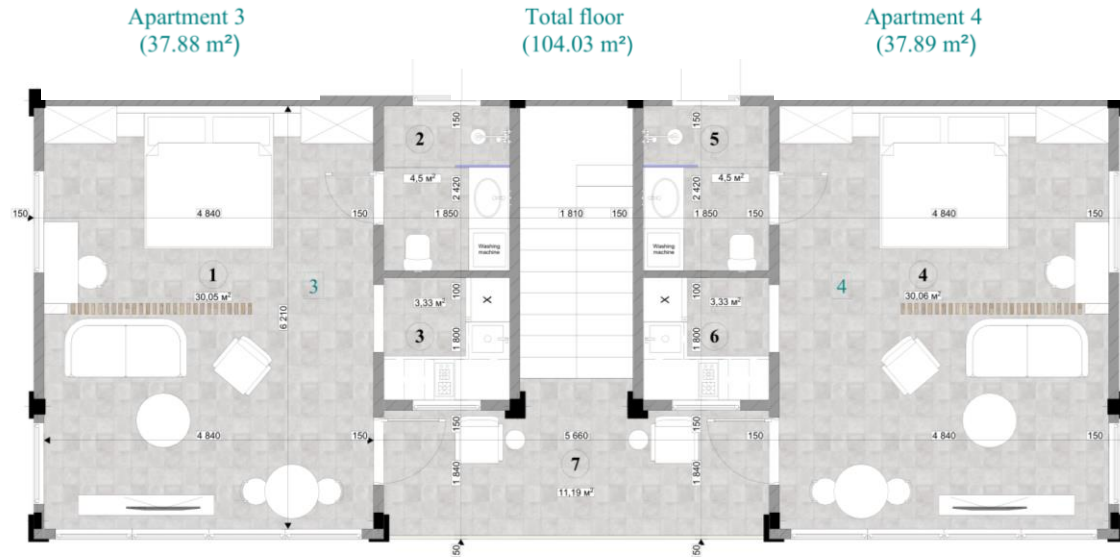 Apartment 3
(37.88 m²)
Total floor
(104.03 m²)
Apartment 4
(37.89 m²)
2
150
150
5
4,5 м²
4,5 м²
2 420
2 420
150
4 840
150
1 850
1 810
150
1 850
150
4 840
Washing
machine
Washing
machine
1
30,05 м²
3
4
4
30,06 м²
3,33 м²
100
X
X
100
3,33 м²
6 210
3
1 800
1 800
6
4 840
150
150
5 660
150
150
4 840
1 840
7
1 840
11,19 м²
150
150